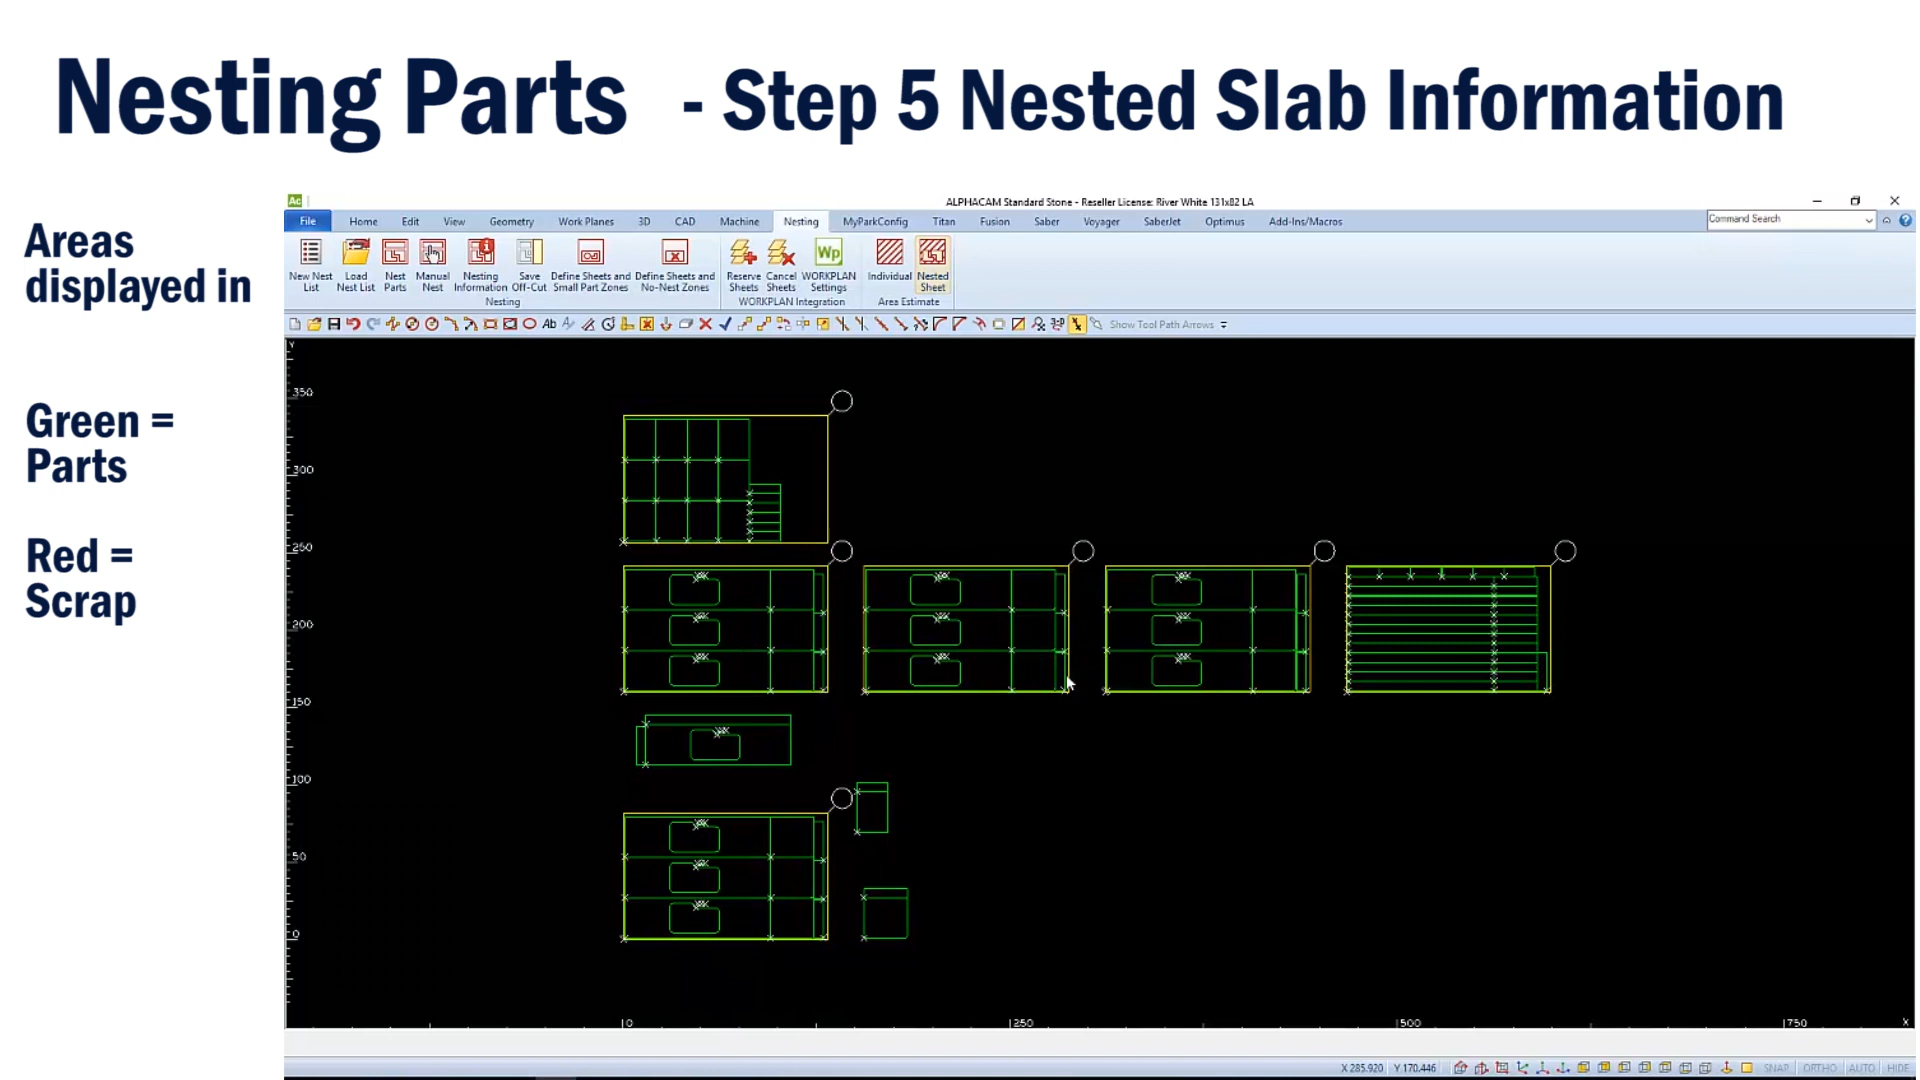 Nesting Parts - Step 5 Nested Slab Information
Areas
displayed in
Green =
Parts
Red =
Scrap
Ac
ALPHACAM Standard Stone - Reseller License: River White 131x82 LA
File Home Edit View Geometry Work Planes 3D CAD Machine Nesting MyParkConfig Titan Fusion Saber Voyager SaberJet Optimus Add-Ins/Macros
Command Search
Wp
New Nest List
Load Nest List
Nest Parts
Manual Nest
Nesting Information
Save Off-Cut
Define Sheets and Small Part Zones
Define Sheets and No-Nest Zones
Reserve Sheets
Cancel Sheets
WORKPLAN Settings
Individual
Nested Sheet
Nesting
WORKPLAN Integration
Area Estimate
Ab
Show Tool Path Arrows
Y
350
300
250
200
150
100
50
0
0 250 500 750 X
X 285.920 Y 170.446 SNAP ORTHO AUTO HIDE